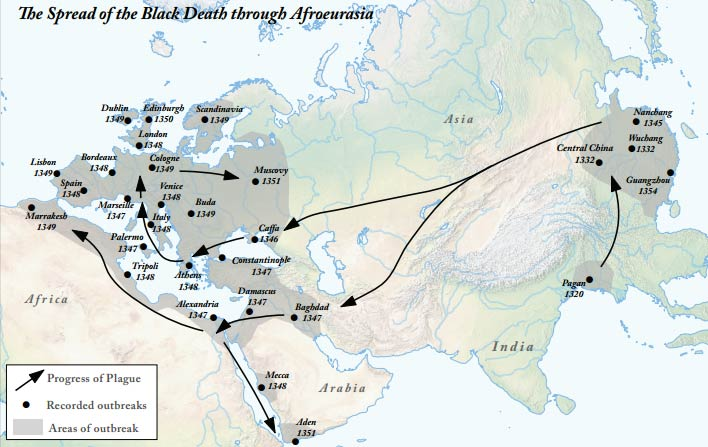 The Spread of the Black Death through Afroeurasia
Dublin
1349
Edinburgh
1350
Scandinavia
1349
London
1348
Lisbon
1349
Bordeaux
1348
Cologne
1349
Spain
1348
Muscovy
1351
Venice
1348
Marseille
1347
Buda
1349
Marrakesh
1349
Italy
1348
Caffa
1346
Palermo
1347
Constantinople
1347
Tripoli
1348
Athens
1348
Damascus
1347
Alexandria
1347
Baghdad
1347
Mecca
1348
Aden
1351
Africa
Arabia
Asia
India
Nanchang
1345
Wuchang
1332
Central China
1332
Guangzhou
1354
Pagan
1320
Progress of Plague
Recorded outbreaks
Areas of outbreak